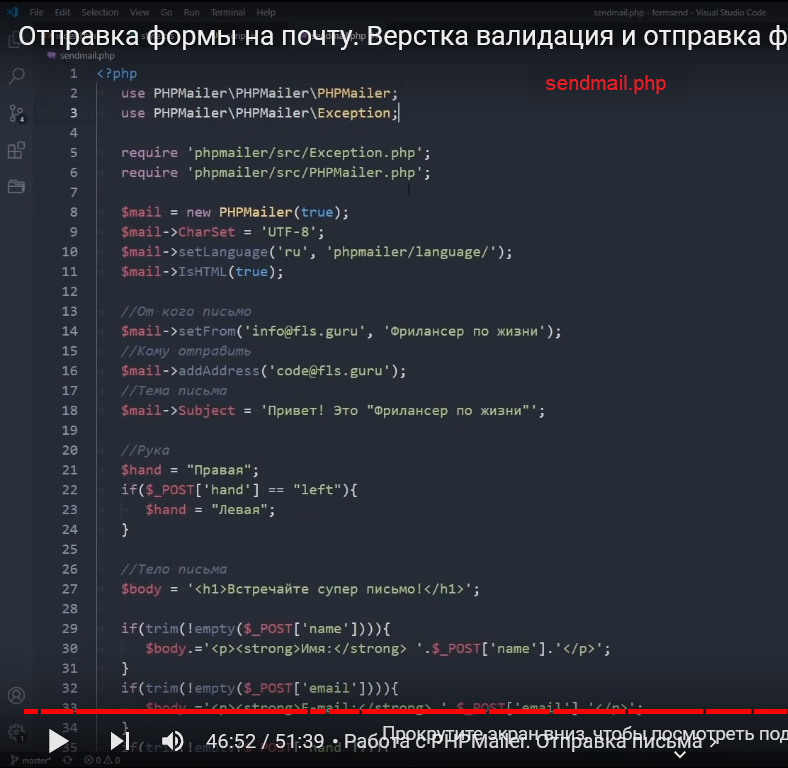 File Edit Selection View Go Run Terminal Help
sendmail.php - formsend - Visual Studio Code
Отправка формы на почту. Верстка валидация и отправка ф
sendmail.php
sendmail.php
1 <?php
2 use PHPMailer\PHPMailer\PHPMailer;
3 use PHPMailer\PHPMailer\Exception;
4
5 require 'phpmailer/src/Exception.php';
6 require 'phpmailer/src/PHPMailer.php';
7
8 $mail = new PHPMailer(true);
9 $mail->CharSet = 'UTF-8';
10 $mail->setLanguage('ru', 'phpmailer/language/');
11 $mail->IsHTML(true);
12
13 //От кого письмо
14 $mail->setFrom('info@fls.guru', 'Фрилансер по жизни');
15 //Кому отправить
16 $mail->addAddress('code@fls.guru');
17 //Тема письма
18 $mail->Subject = 'Привет! Это "Фрилансер по жизни"';
19
20 //Рука
21 $hand = "Правая";
22 if($_POST['hand'] == "left"){
23 $hand = "Левая";
24 }
25
26 //Тело письма
27 $body = '<h1>Встречайте супер письмо!</h1>';
28
29 if(trim(!empty($_POST['name']))){
30 $body.='<p><strong>Имя:</strong> '.$_POST['name'].'</p>';
31 }
32 if(trim(!empty($_POST['email']))){
33 $body.='<p><strong>E-mail:</strong> '.$_POST['email'].'</p>';
34 }
35 if(trim(!empty($_POST['hand']))){
Прокрутите экран вниз, чтобы посмотреть под
46:52 / 51:39 • Работа с PHPMailer. Отправка письма >
master* 0 0